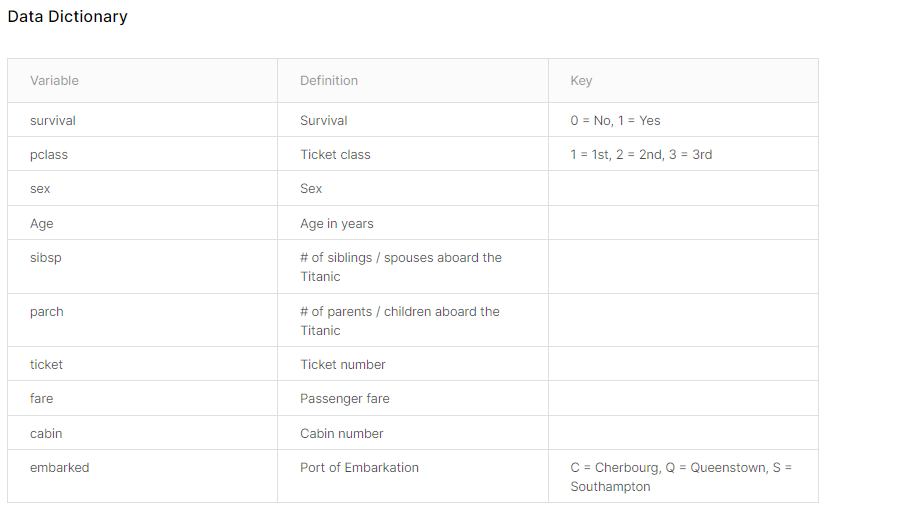 Data Dictionary
Variable Definition Key
survival Survival 0 = No, 1 = Yes
pclass Ticket class 1 = 1st, 2 = 2nd, 3 = 3rd
sex Sex
Age Age in years
sibsp # of siblings / spouses aboard the
Titanic
parch # of parents / children aboard the
Titanic
ticket Ticket number
fare Passenger fare
cabin Cabin number
embarked Port of Embarkation C = Cherbourg, Q = Queenstown, S =
Southampton